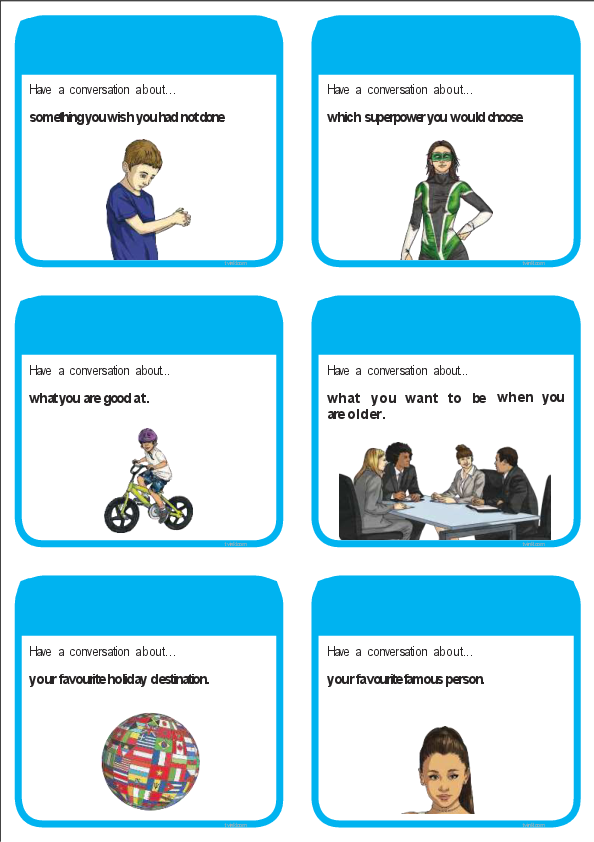 Have a conversation about…
something you wish you had not done
Have a conversation about…
which superpower you would choose.
Have a conversation about...
what you are good at.
Have a conversation about...
what you want to be when you
are older.
Have a conversation about…
your favourite holiday destination.
Have a conversation about…
your favourite famous person.